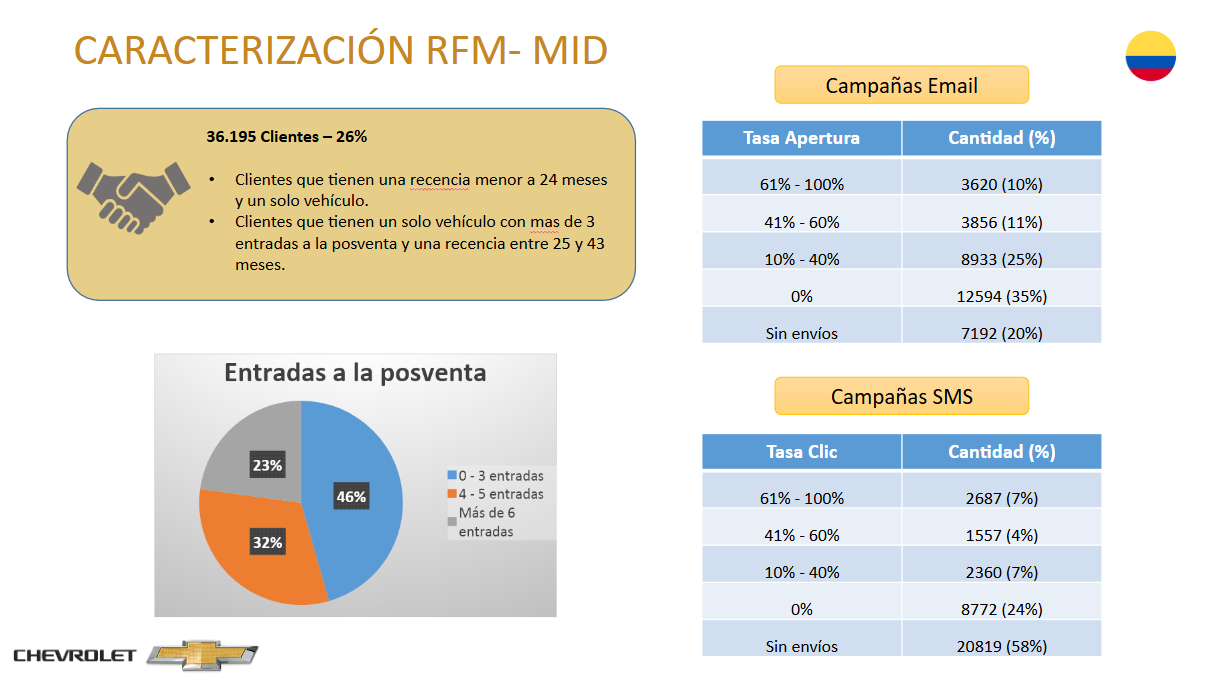 CARACTERIZACIÓN RFM- MID
36.195 Clientes – 26%
• Clientes que tienen una recencia menor a 24 meses
y un solo vehículo.
• Clientes que tienen un solo vehículo con mas de 3
entradas a la posventa y una recencia entre 25 y 43
meses.
Entradas a la posventa
23%
46%
32%
0 - 3 entradas
4 - 5 entradas
Más de 6
entradas
CHEVROLET
Campañas Email
Tasa Apertura Cantidad (%)
61% - 100% 3620 (10%)
41% - 60% 3856 (11%)
10% - 40% 8933 (25%)
0% 12594 (35%)
Sin envíos 7192 (20%)
Campañas SMS
Tasa Clic Cantidad (%)
61% - 100% 2687 (7%)
41% - 60% 1557 (4%)
10% - 40% 2360 (7%)
0% 8772 (24%)
Sin envíos 20819 (58%)